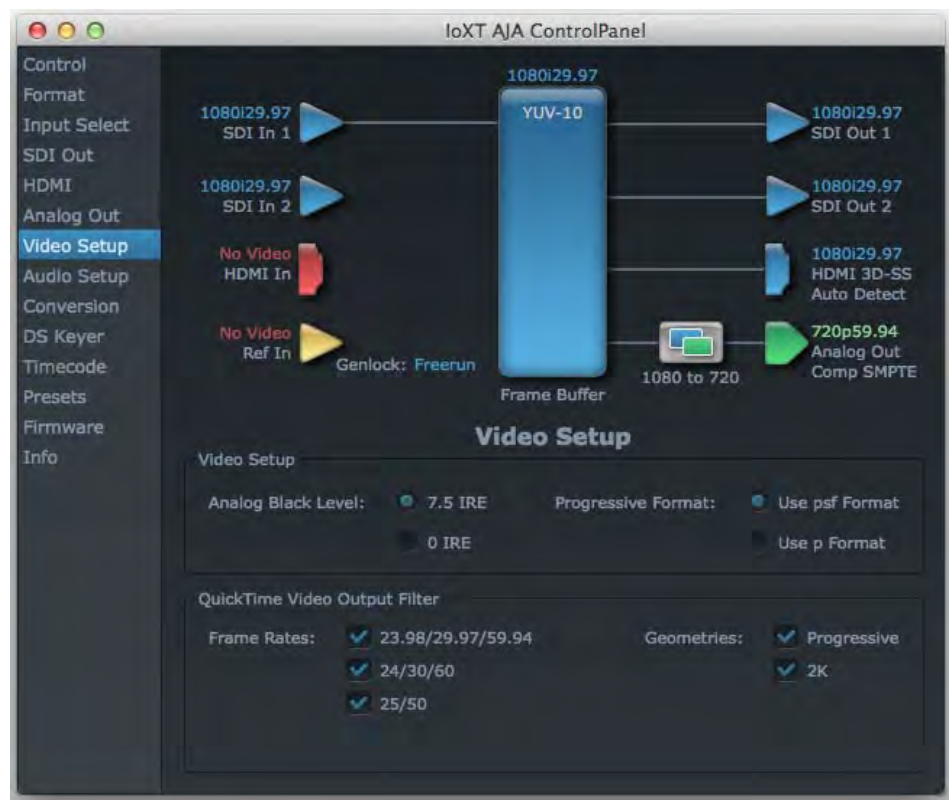 IoXT AJA ControlPanel
Control
Format
Input Select
SDI Out
HDMI
Analog Out
Video Setup
Audio Setup
Conversion
DS Keyer
Timecode
Presets
Firmware
Info
1080i29.97
YUV-10
Frame Buffer
1080i29.97
SDI In 1
1080i29.97
SDI In 2
No Video
HDMI In
No Video
Ref In
Genlock: Freerun
1080i29.97
SDI Out 1
1080i29.97
SDI Out 2
1080i29.97
HDMI 3D-SS
Auto Detect
1080 to 720
720p59.94
Analog Out
Comp SMPTE
Video Setup
Video Setup
Analog Black Level: 7.5 IRE Progressive Format: Use psf Format
0 IRE Use p Format
QuickTime Video Output Filter
Frame Rates: 23.98/29.97/59.94 Geometries: Progressive
24/30/60 2K
25/50